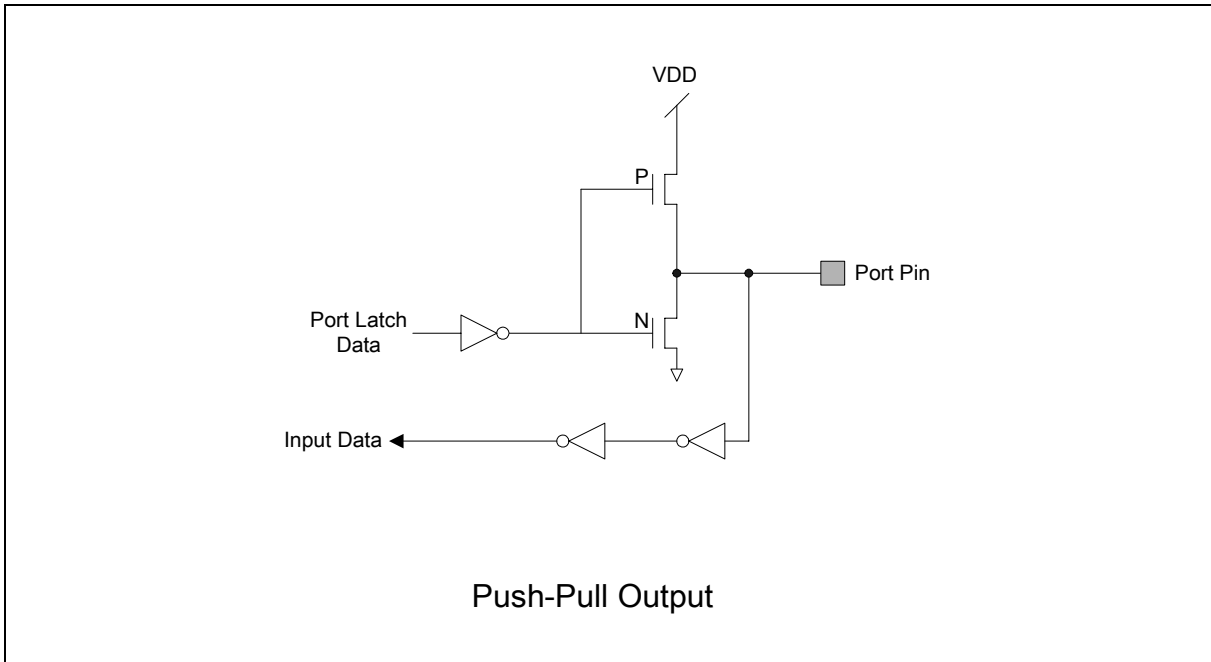 VDD
P
Port Pin
N
Port Latch
Data
Input Data
Push-Pull Output